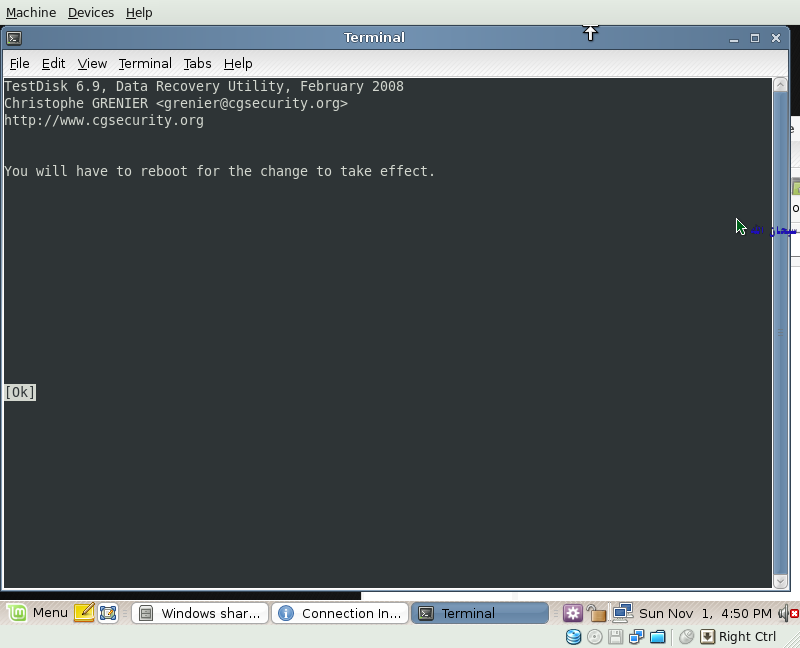 Machine Devices Help
Terminal
File Edit View Terminal Tabs Help
TestDisk 6.9, Data Recovery Utility, February 2008
Christophe GRENIER <grenier@cgsecurity.org>
http://www.cgsecurity.org
You will have to reboot for the change to take effect.
سبحان الله
[Ok]
Menu Windows shar... Connection In... Terminal Sun Nov 1, 4:50 PM
Right Ctrl